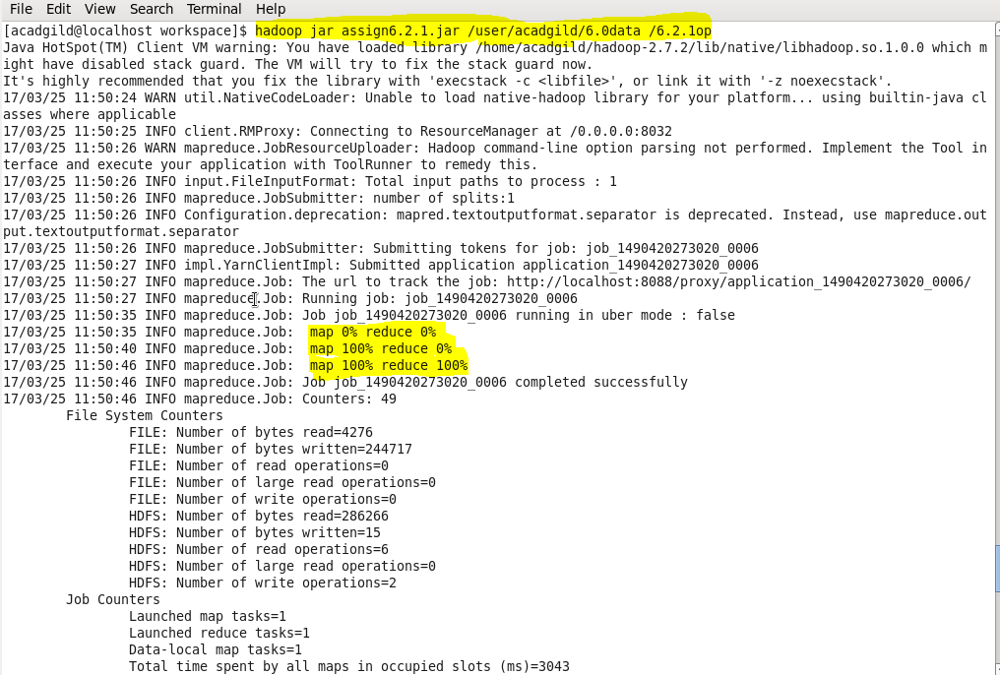 File Edit View Search Terminal Help
[acadgild@localhost workspace]$ hadoop jar assign6.2.1.jar /user/acadgild/6.0data /6.2.1op
Java HotSpot(TM) Client VM warning: You have loaded library /home/acadgild/hadoop-2.7.2/lib/native/libhadoop.so.1.0.0 which m
ight have disabled stack guard. The VM will try to fix the stack guard now.
It's highly recommended that you fix the library with 'execstack -c <libfile>', or link it with '-z noexecstack'.
17/03/25 11:50:24 WARN util.NativeCodeLoader: Unable to load native-hadoop library for your platform... using builtin-java cl
asses where applicable
17/03/25 11:50:25 INFO client.RMProxy: Connecting to ResourceManager at /0.0.0.0:8032
17/03/25 11:50:26 WARN mapreduce.JobResourceUploader: Hadoop command-line option parsing not performed. Implement the Tool in
terface and execute your application with ToolRunner to remedy this.
17/03/25 11:50:26 INFO input.FileInputFormat: Total input paths to process : 1
17/03/25 11:50:26 INFO mapreduce.JobSubmitter: number of splits:1
17/03/25 11:50:26 INFO Configuration.deprecation: mapred.textoutputformat.separator is deprecated. Instead, use mapreduce.out
put.textoutputformat.separator
17/03/25 11:50:26 INFO mapreduce.JobSubmitter: Submitting tokens for job: job_1490420273020_0006
17/03/25 11:50:27 INFO impl.YarnClientImpl: Submitted application application_1490420273020_0006
17/03/25 11:50:27 INFO mapreduce.Job: The url to track the job: http://localhost:8088/proxy/application_1490420273020_0006/
17/03/25 11:50:27 INFO mapreduce.Job: Running job: job_1490420273020_0006
17/03/25 11:50:35 INFO mapreduce.Job: Job job_1490420273020_0006 running in uber mode : false
17/03/25 11:50:35 INFO mapreduce.Job:  map 0% reduce 0%
17/03/25 11:50:40 INFO mapreduce.Job:  map 100% reduce 0%
17/03/25 11:50:46 INFO mapreduce.Job:  map 100% reduce 100%
17/03/25 11:50:46 INFO mapreduce.Job: Job job_1490420273020_0006 completed successfully
17/03/25 11:50:46 INFO mapreduce.Job: Counters: 49
File System Counters
FILE: Number of bytes read=4276
FILE: Number of bytes written=244717
FILE: Number of read operations=0
FILE: Number of large read operations=0
FILE: Number of write operations=0
HDFS: Number of bytes read=286266
HDFS: Number of bytes written=15
HDFS: Number of read operations=6
HDFS: Number of large read operations=0
HDFS: Number of write operations=2
Job Counters
Launched map tasks=1
Launched reduce tasks=1
Data-local map tasks=1
Total time spent by all maps in occupied slots (ms)=3043